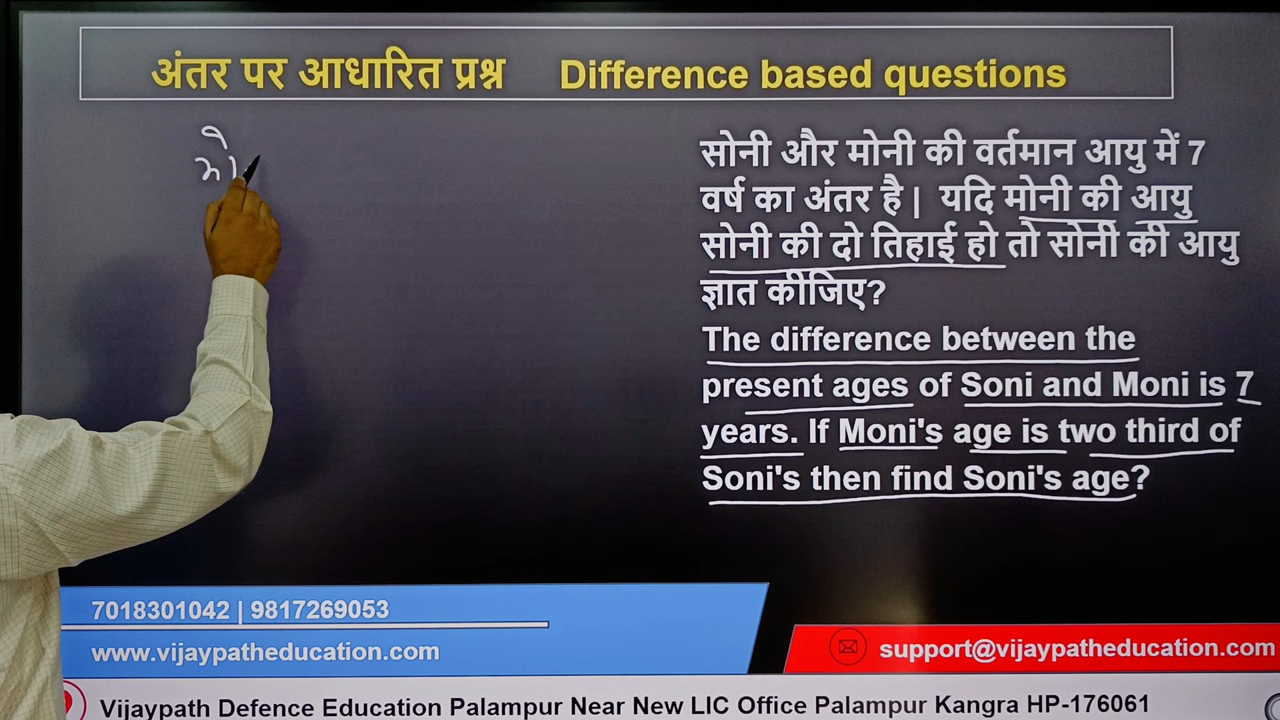 अंतर पर आधारित प्रश्न Difference based questions
मो
सोनी और मोनी की वर्तमान आयु में 7
वर्ष का अंतर है| यदि मोनी की आयु
सोनी की दो तिहाई हो तो सोनी की आयु
ज्ञात कीजिए?
The difference between the
present ages of Soni and Moni is 7
years. If Moni's age is two third of
Soni's then find Soni's age?
7018301042 | 9817269053
www.vijaypatheducation.com
support@vijaypatheducation.com
Vijaypath Defence Education Palampur Near New LIC Office Palampur Kangra HP-176061